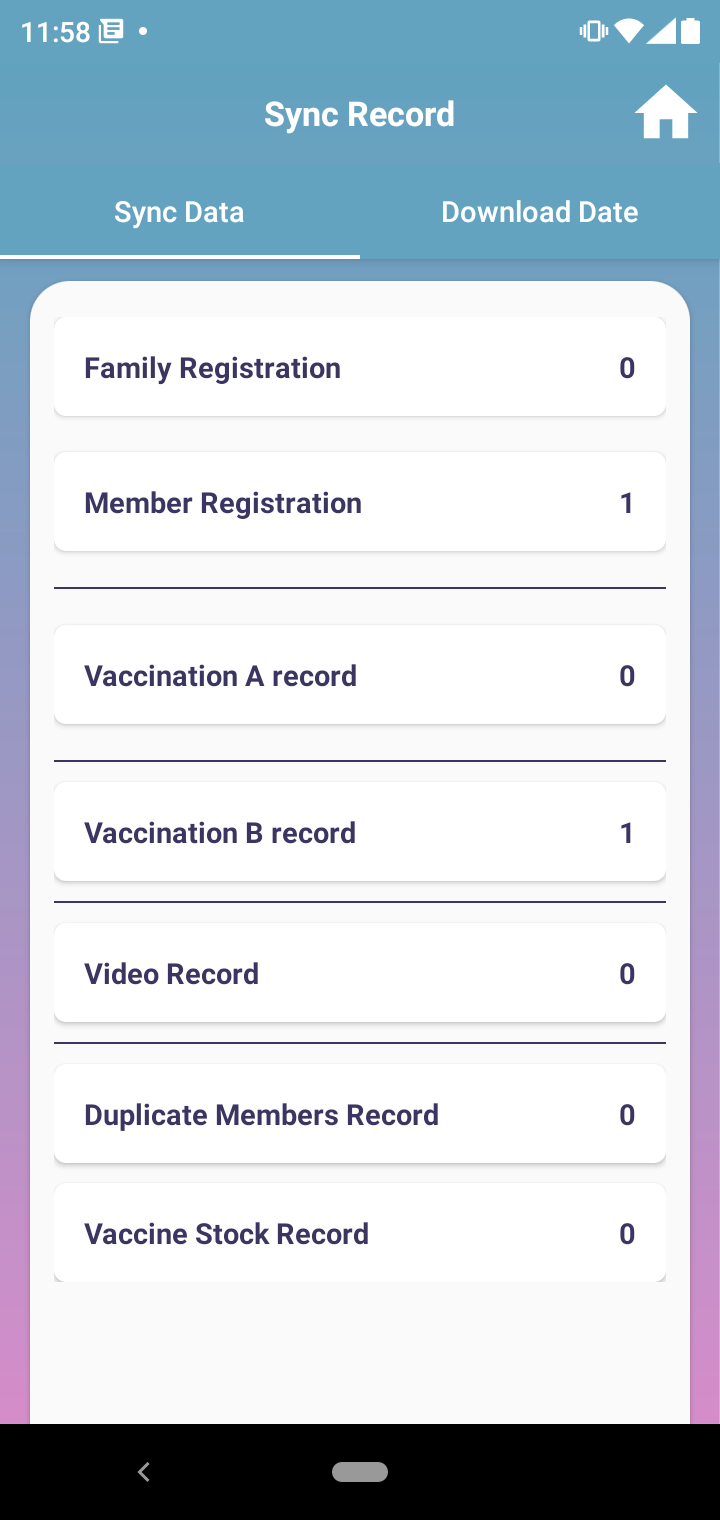 11:58
Sync Record
Sync Data Download Date
Family Registration 0
Member Registration 1
Vaccination A record 0
Vaccination B record 1
Video Record 0
Duplicate Members Record 0
Vaccine Stock Record 0